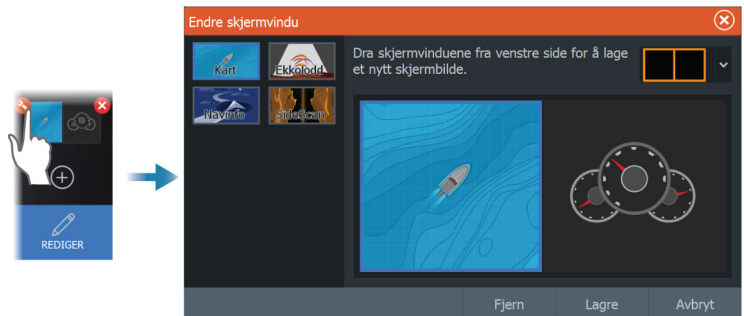 Endre skjermvindu
Kart
Ekkolodd
Navinfo
SideScan
Dra skjermvinduene fra venstre side for å lage
et nytt skjermbilde.
REDIGER
Fjern
Lagre
Avbryt